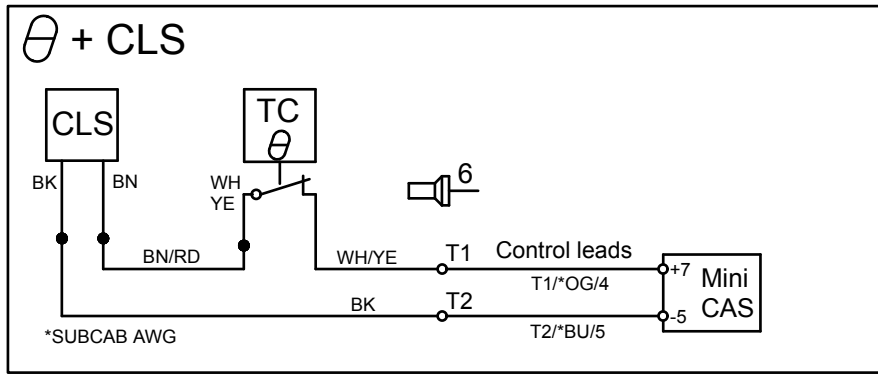 θ + CLS
CLS
TC
θ
BK
BN
WH
YE
6
BN/RD
WH/YE
T1
Control leads
+7
Mini
CAS
T1/*OG/4
BK
T2
-5
*SUBCAB AWG
T2/*BU/5